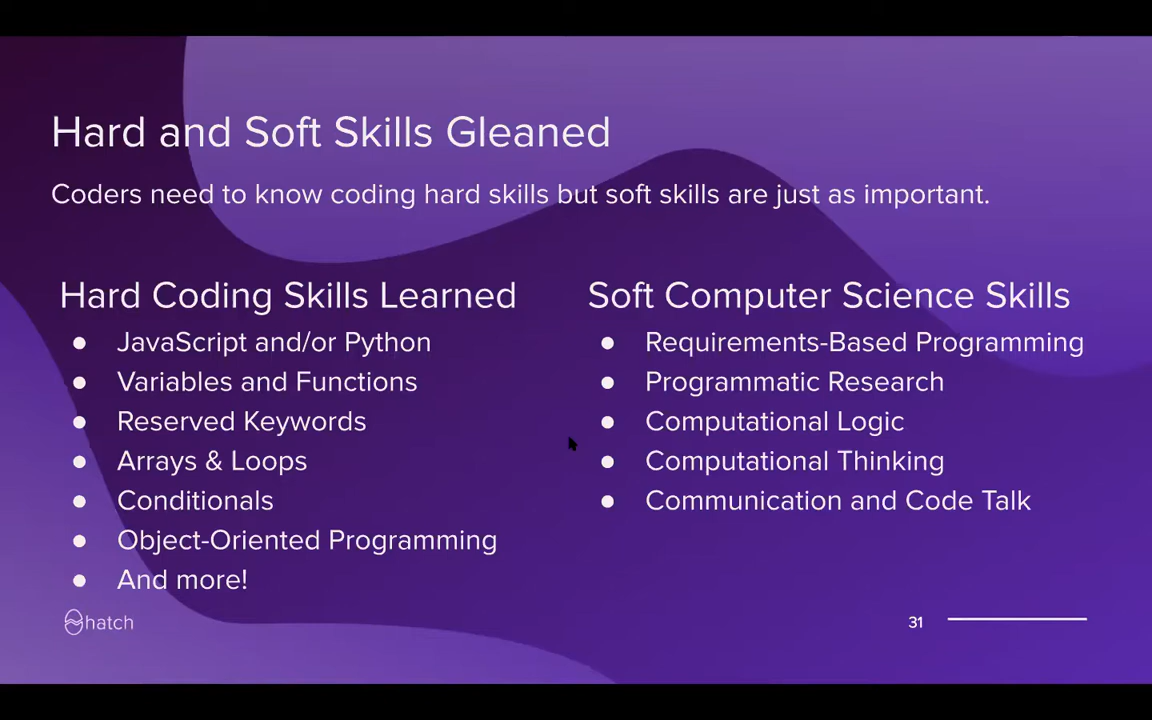 Hard and Soft Skills Gleaned
Coders need to know coding hard skills but soft skills are just as important.
Hard Coding Skills Learned
● JavaScript and/or Python
● Variables and Functions
● Reserved Keywords
● Arrays & Loops
● Conditionals
● Object-Oriented Programming
● And more!
Soft Computer Science Skills
● Requirements-Based Programming
● Programmatic Research
● Computational Logic
● Computational Thinking
● Communication and Code Talk
hatch
31